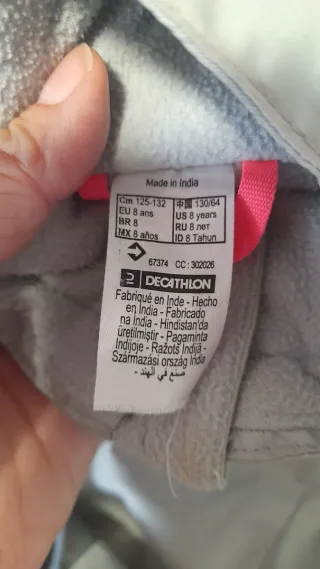 Made in India
Cm 125-132
EU 8 ans
BR 8
MX 8 años
中国 130/64
US 8 years
RU 8 лет
ID 8 Tahun
67374 CC : 302026
DECATHLON
Fabriqué en Inde - Hecho
en India - Fabricado
na Índia - Hindistan'da
üretilmiştir - Pagaminta
Indijoje - Ražots Indijā -
Származási ország India
صنع في الهند -